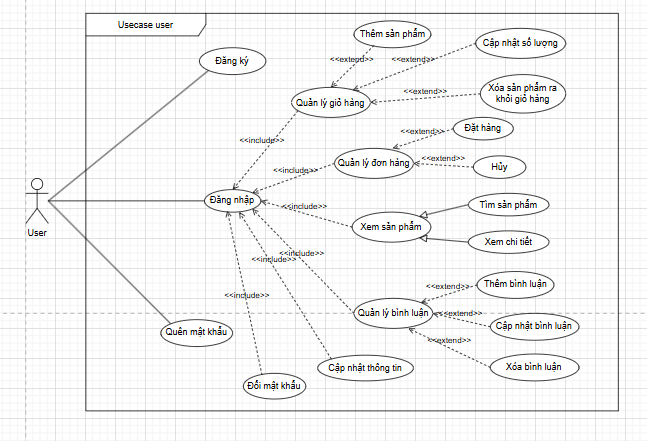 Usecase user
Thêm sản phẩm
Cập nhật số lượng
<<extend>>
<<extend>>
Đăng ký
Xóa sản phẩm ra
khỏi giỏ hàng
<<extend>>
Quản lý giỏ hàng
Đặt hàng
<<extend>>
<<include>>
Quản lý đơn hàng
<<extend>>
Hủy
<<include>>
Đăng nhập
<<include>>
Tìm sản phẩm
Xem sản phẩm
User
Xem chi tiết
<<include>>
<<include>>
<<extend>>
Thêm bình luận
Quản lý bình luận
<<extend>>
Cập nhật bình luận
Quên mật khẩu
<<extend>>
Cập nhật thông tin
Xóa bình luận
Đổi mật khẩu